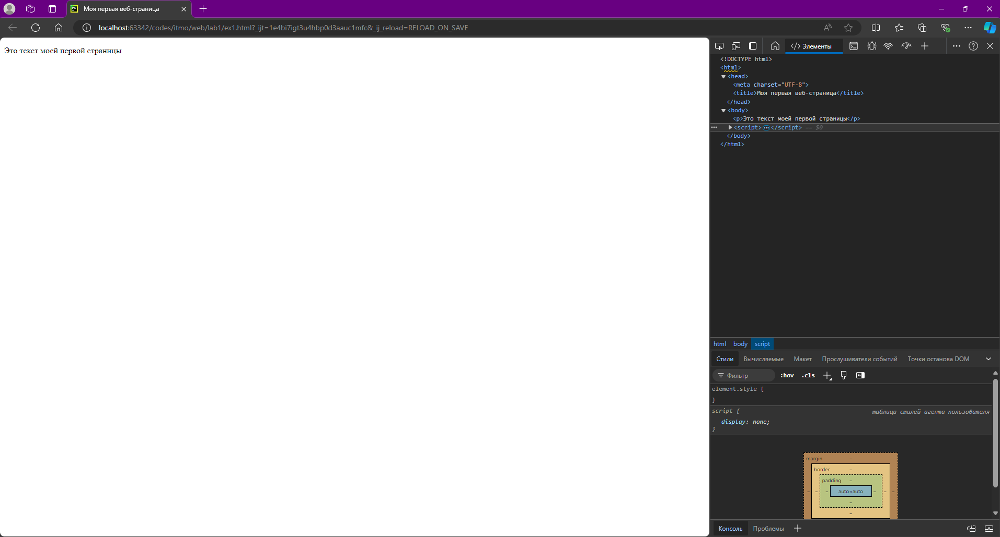 Моя первая веб-страница
localhost:63342/codes/itmo/web/lab1/ex1.html?_ijt=1e4bi7igt3u4hbp0d3aauc1mfc&_ij_reload=RELOAD_ON_SAVE
Это текст моей первой страницы
</> Элементы
<!DOCTYPE html>
<html>
<head>
<meta charset="UTF-8">
<title>Моя первая веб-страница</title>
</head>
<body>
<p>Это текст моей первой страницы</p>
<script>…</script> == $0
</body>
</html>
html body script
Стили Вычисляемые Макет Прослушиватели событий Точки останова DOM
Фильтр :hov .cls
element.style {
}
script { таблица стилей агента пользователя
display: none;
}
margin –
border –
padding –
– – – auto×auto – – –
–
–
Консоль Проблемы